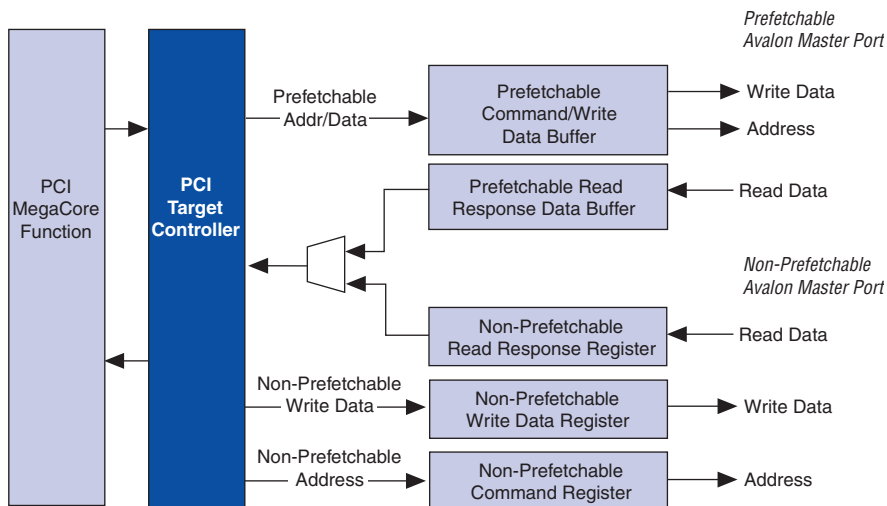 Prefetchable
Avalon Master Port
Prefetchable
Addr/Data
Prefetchable
Command/Write
Data Buffer
Write Data
Address
PCI
MegaCore
Function
PCI
Target
Controller
Prefetchable Read
Response Data Buffer
Read Data
Non-Prefetchable
Avalon Master Port
Non-Prefetchable
Read Response Register
Read Data
Non-Prefetchable
Write Data
Non-Prefetchable
Write Data Register
Write Data
Non-Prefetchable
Address
Non-Prefetchable
Command Register
Address